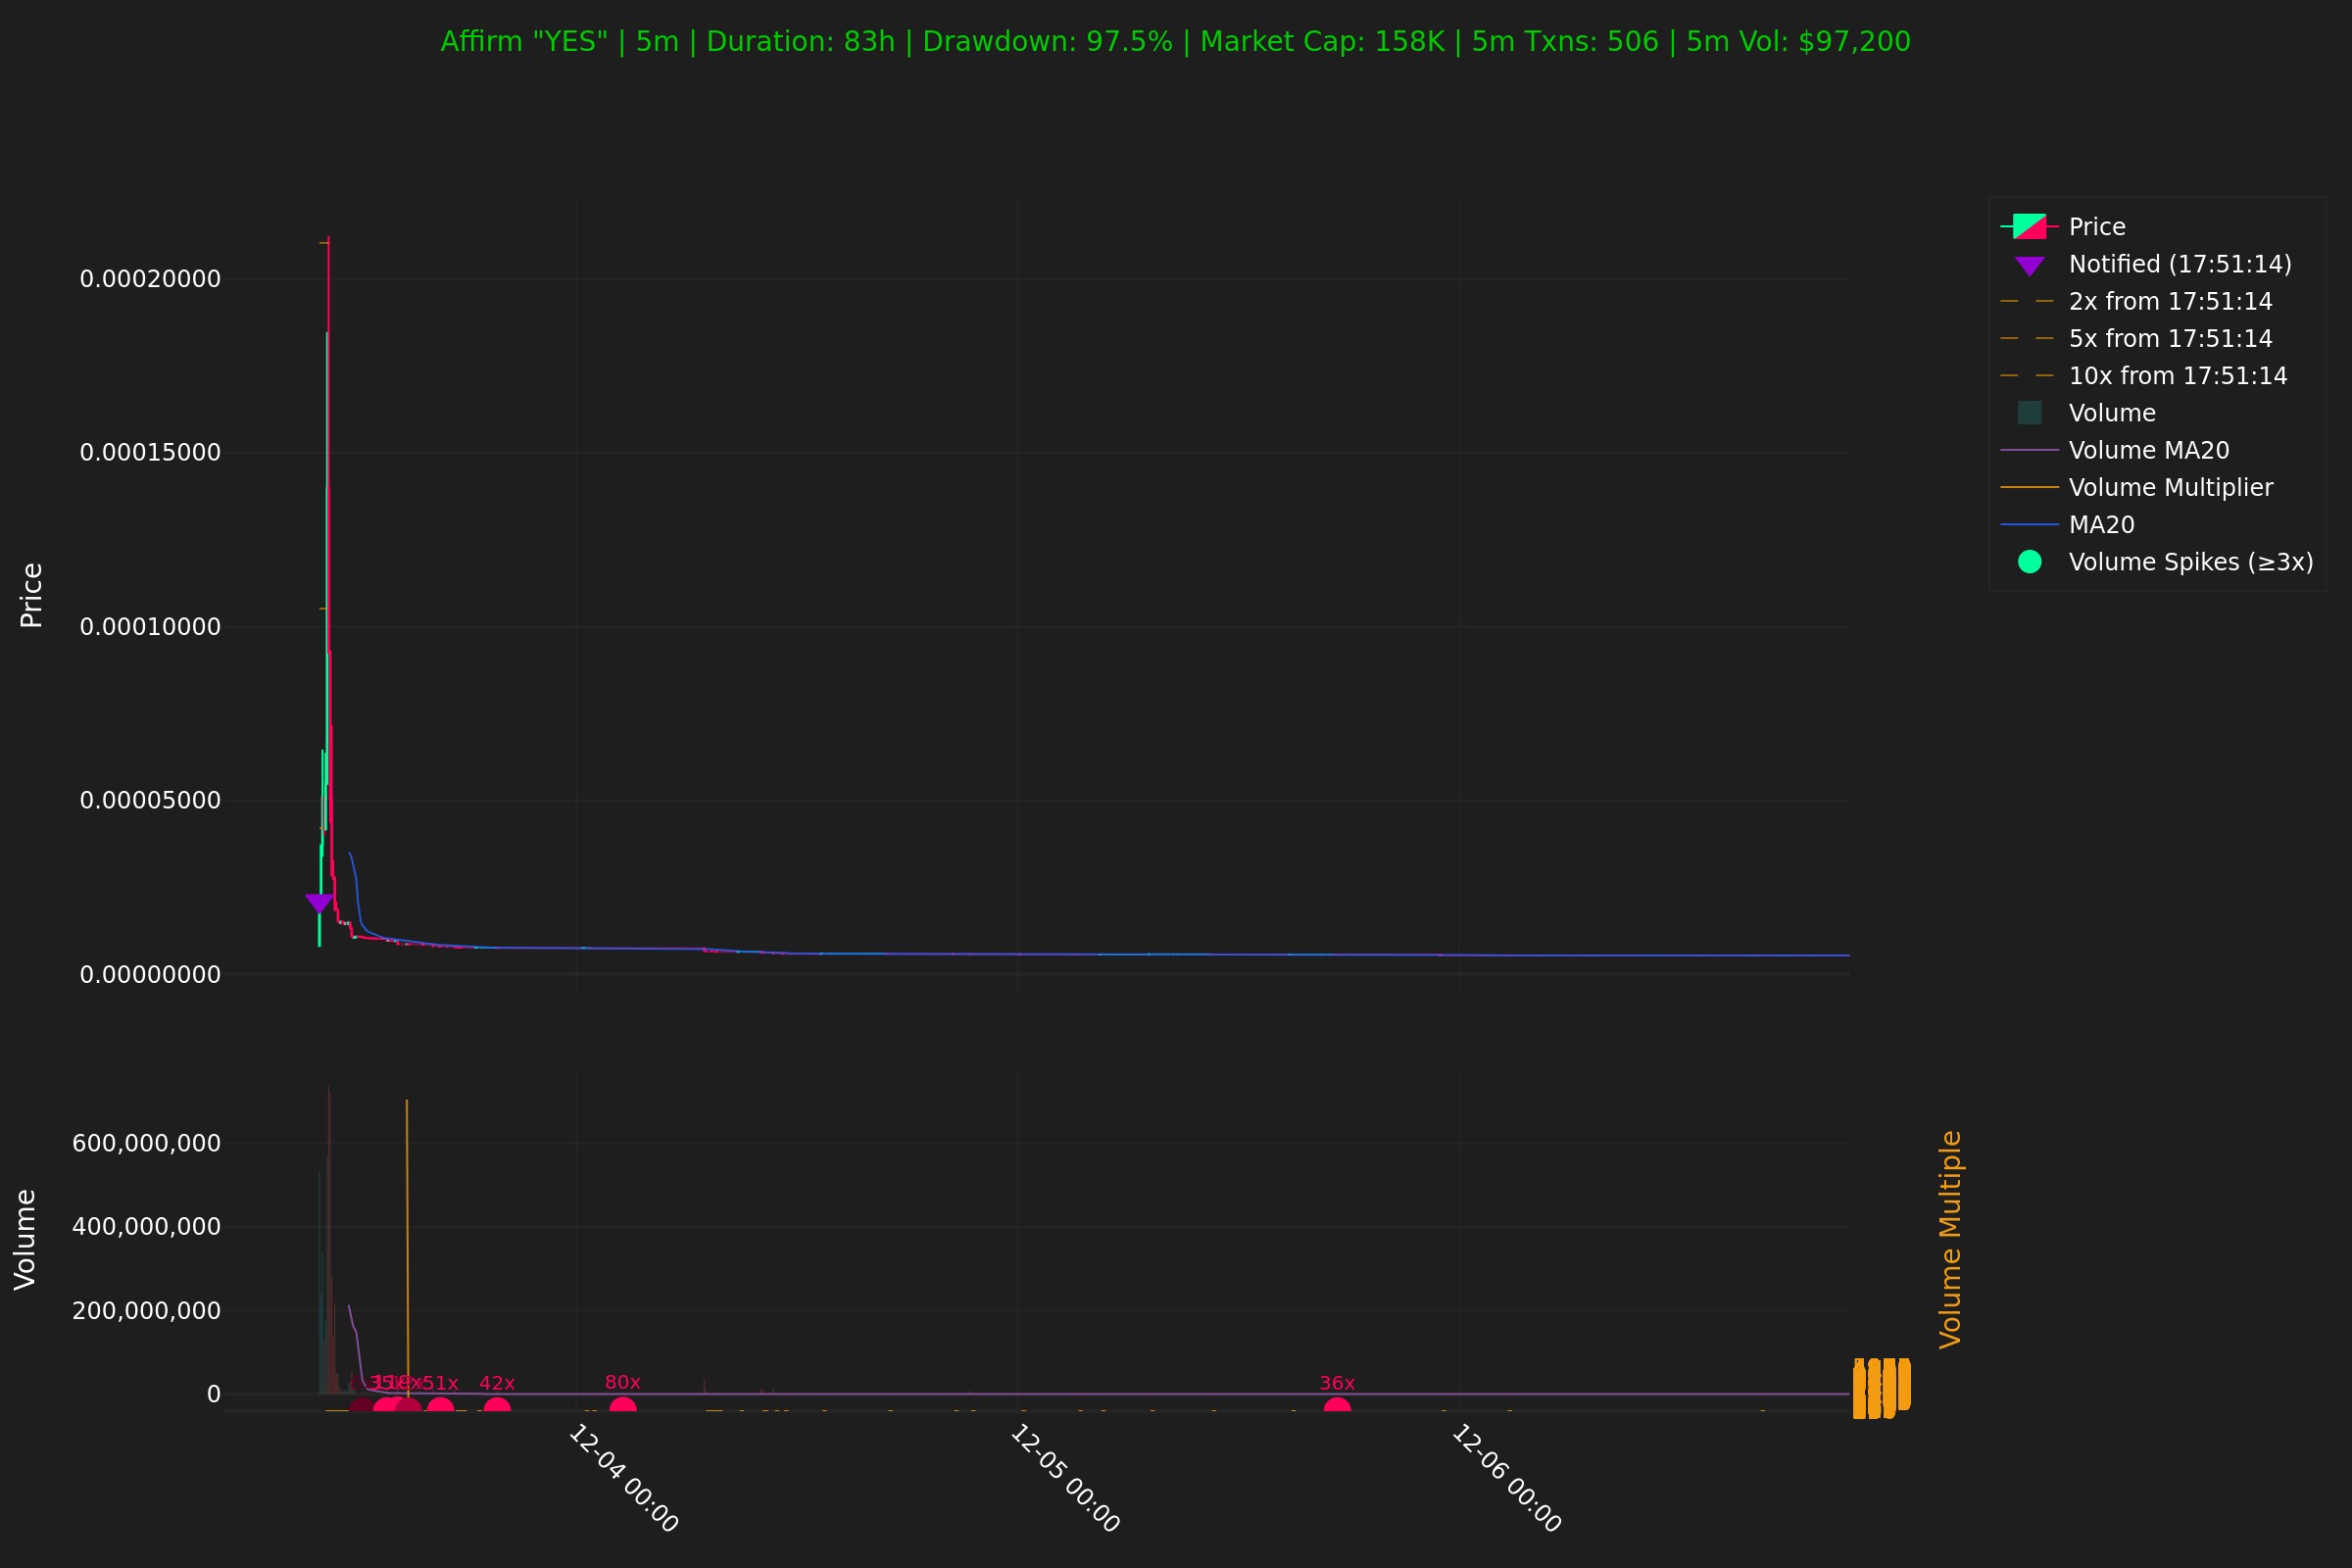 Affirm "YES" | 5m | Duration: 83h | Drawdown: 97.5% | Market Cap: 158K | 5m Txns: 506 | 5m Vol: $97,200
Price
Notified (17:51:14)
2x from 17:51:14
5x from 17:51:14
10x from 17:51:14
Volume
Volume MA20
Volume Multiplier
MA20
Volume Spikes (≥3x)
Price
0.00020000
0.00015000
0.00010000
0.00005000
0.00000000
Volume
600,000,000
400,000,000
200,000,000
0
35x
51x
42x
80x
36x
Volume Multiple
12-04 00:00
12-05 00:00
12-06 00:00